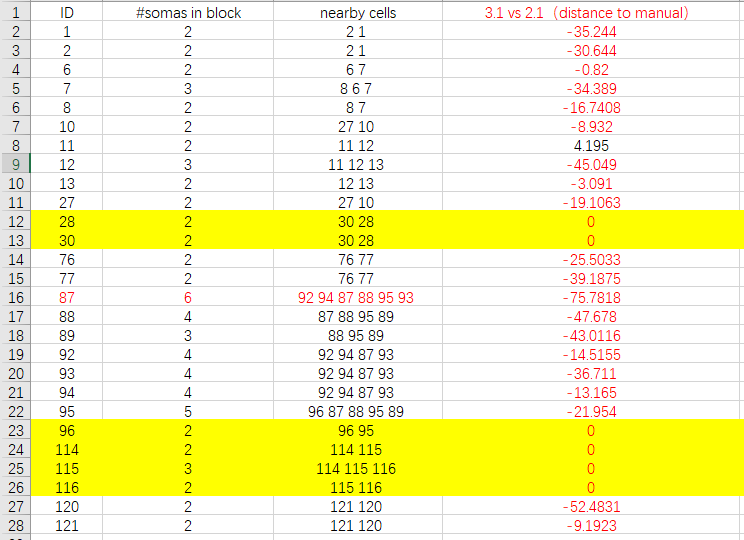 1 ID #somas in block nearby cells 3.1 vs 2.1 (distance to manual)
2 1 2 2 1 -35.244
3 2 2 2 1 -30.644
4 6 2 6 7 -0.82
5 7 3 8 6 7 -34.389
6 8 2 8 7 -16.7408
7 10 2 27 10 -8.932
8 11 2 11 12 4.195
9 12 3 11 12 13 -45.049
10 13 2 12 13 -3.091
11 27 2 27 10 -19.1063
12 28 2 30 28 0
13 30 2 30 28 0
14 76 2 76 77 -25.5033
15 77 2 76 77 -39.1875
16 87 6 92 94 87 88 95 93 -75.7818
17 88 4 87 88 95 89 -47.678
18 89 3 88 95 89 -43.0116
19 92 4 92 94 87 93 -14.5155
20 93 4 92 94 87 93 -36.711
21 94 4 92 94 87 93 -13.165
22 95 5 96 87 88 95 89 -21.954
23 96 2 96 95 0
24 114 2 114 115 0
25 115 3 114 115 116 0
26 116 2 115 116 0
27 120 2 121 120 -52.4831
28 121 2 121 120 -9.1923